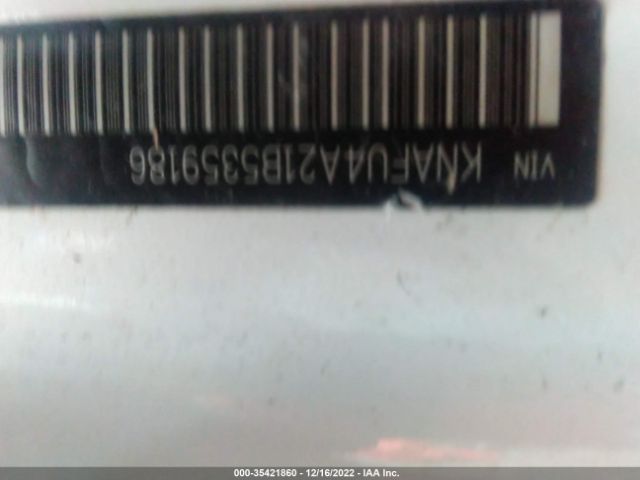 VIN KNAFU4A21B5359186
000-35421860 - 12/16/2022 - IAA Inc.